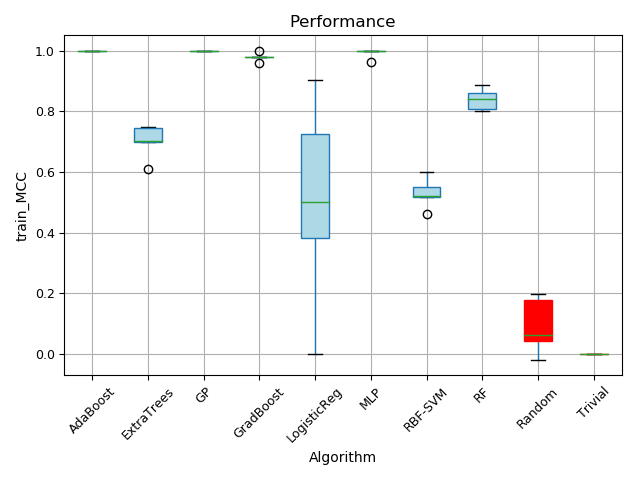 Performance
train_MCC
1.0
0.8
0.6
0.4
0.2
0.0
AdaBoost
ExtraTrees
GP
GradBoost
LogisticReg
MLP
RBF-SVM
RF
Random
Trivial
Algorithm